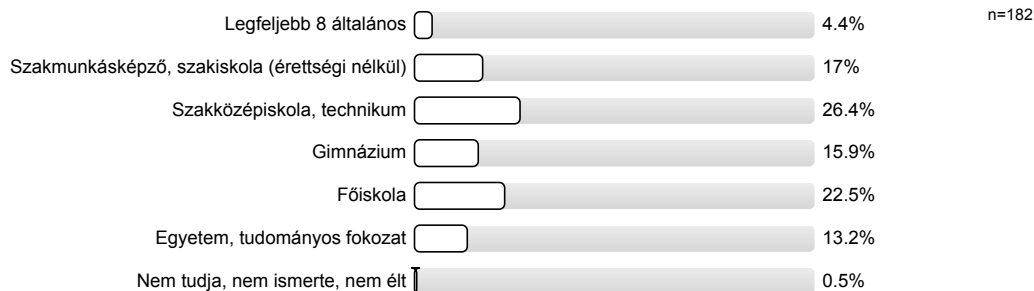 Legfeljebb 8 általános 4.4% n=182
Szakmunkásképző, szakiskola (érettségi nélkül) 17%
Szakközépiskola, technikum 26.4%
Gimnázium 15.9%
Főiskola 22.5%
Egyetem, tudományos fokozat 13.2%
Nem tudja, nem ismerte, nem élt 0.5%